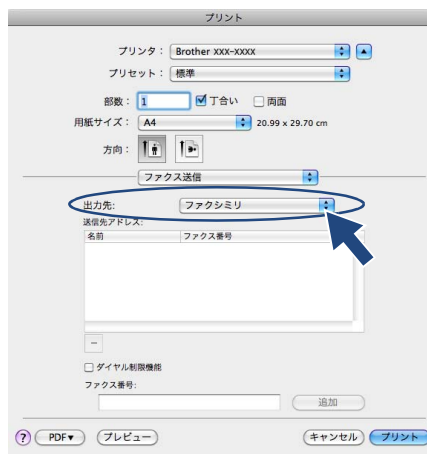 プリント
プリンタ： Brother XXX-XXXX
プリセット： 標準
部数： 1 丁合い 両面
用紙サイズ： A4 20.99 x 29.70 cm
方向：
ファクス送信
出力先: ファクシミリ
送信先アドレス:
名前 ファクス番号
ダイヤル制限機能
ファクス番号:
追加
? PDF▼ プレビュー キャンセル プリント